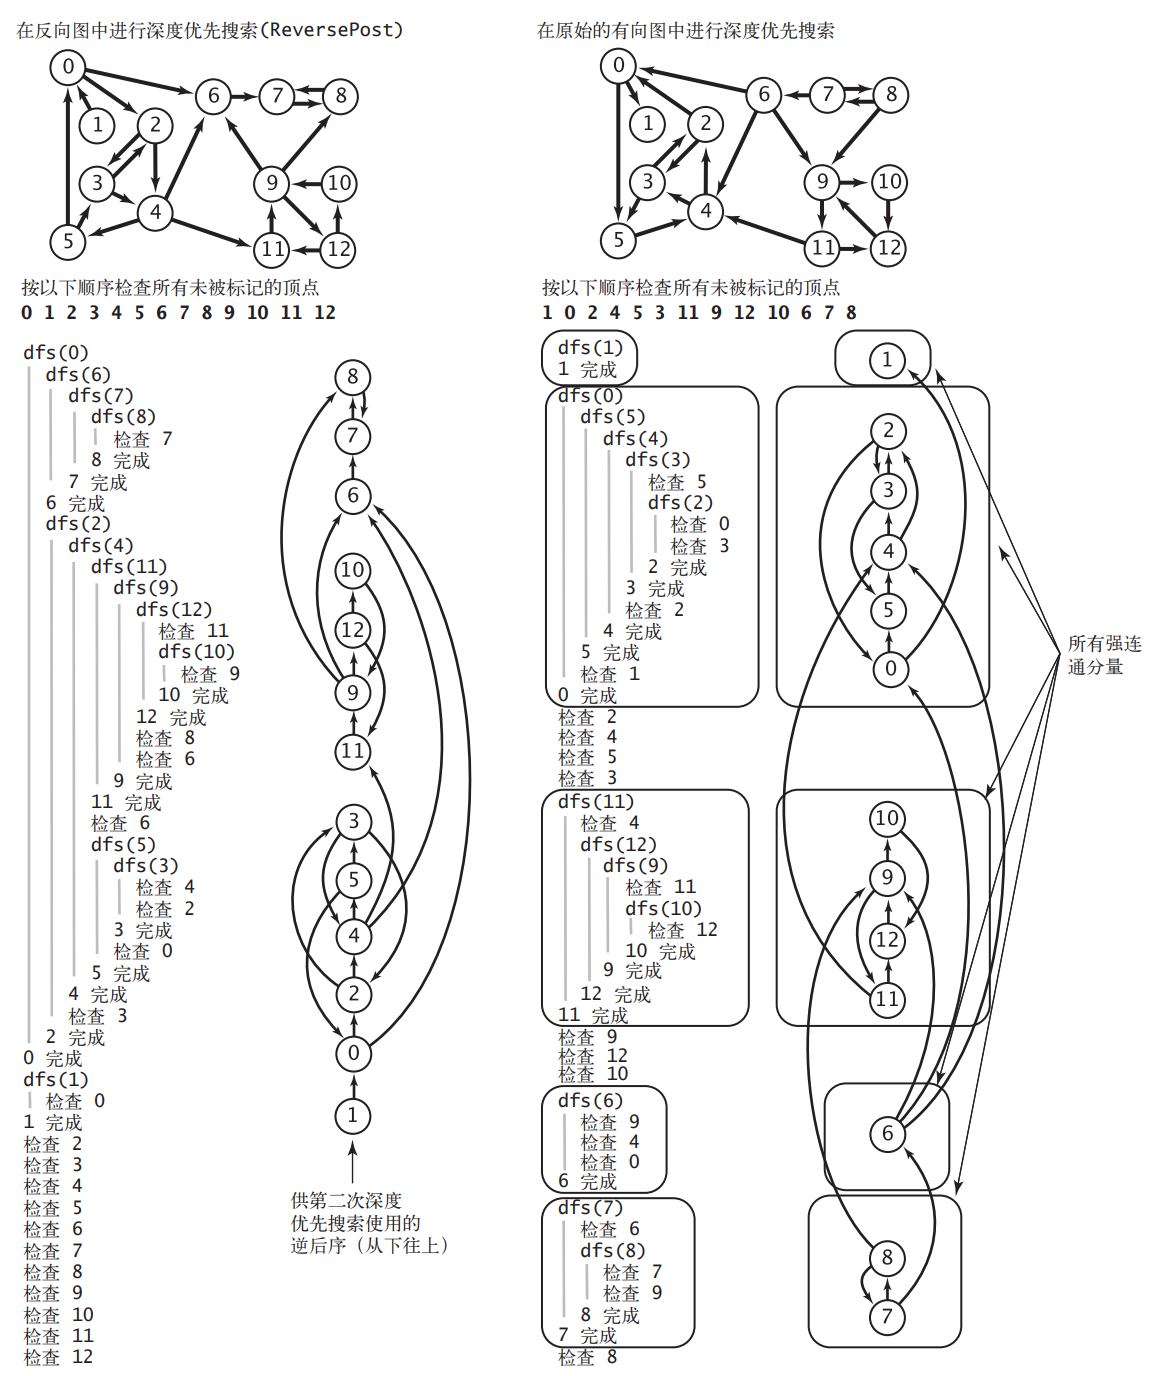 在反向图中进行深度优先搜索(ReversePost)
0
6
7
8
1
2
3
9
10
4
5
11
12
按以下顺序检查所有未被标记的顶点
0 1 2 3 4 5 6 7 8 9 10 11 12
dfs(0)
dfs(6)
dfs(7)
dfs(8)
检查 7
8 完成
7 完成
6 完成
dfs(2)
dfs(4)
dfs(11)
dfs(9)
dfs(12)
检查 11
dfs(10)
检查 9
10 完成
12 完成
检查 8
检查 6
9 完成
11 完成
检查 6
dfs(5)
dfs(3)
检查 4
检查 2
3 完成
检查 0
5 完成
4 完成
检查 3
2 完成
0 完成
dfs(1)
检查 0
1 完成
检查 2
检查 3
检查 4
检查 5
检查 6
检查 7
检查 8
检查 9
检查 10
检查 11
检查 12
8
7
6
10
12
9
11
3
5
4
2
0
1
供第二次深度
优先搜索使用的
逆后序（从下往上）
在原始的有向图中进行深度优先搜索
0
6
7
8
1
2
3
9
10
4
5
11
12
按以下顺序检查所有未被标记的顶点
1 0 2 4 5 3 11 9 12 10 6 7 8
dfs(1)
1 完成
dfs(0)
dfs(5)
dfs(4)
dfs(3)
检查 5
dfs(2)
检查 0
检查 3
2 完成
3 完成
检查 2
4 完成
5 完成
检查 1
0 完成
检查 2
检查 4
检查 5
检查 3
dfs(11)
检查 4
dfs(12)
dfs(9)
检查 11
dfs(10)
检查 12
10 完成
9 完成
12 完成
11 完成
检查 9
检查 12
检查 10
dfs(6)
检查 9
检查 4
检查 0
6 完成
dfs(7)
检查 6
dfs(8)
检查 7
检查 9
8 完成
7 完成
检查 8
1
2
3
4
5
0
10
9
12
11
6
8
7
所有强连
通分量